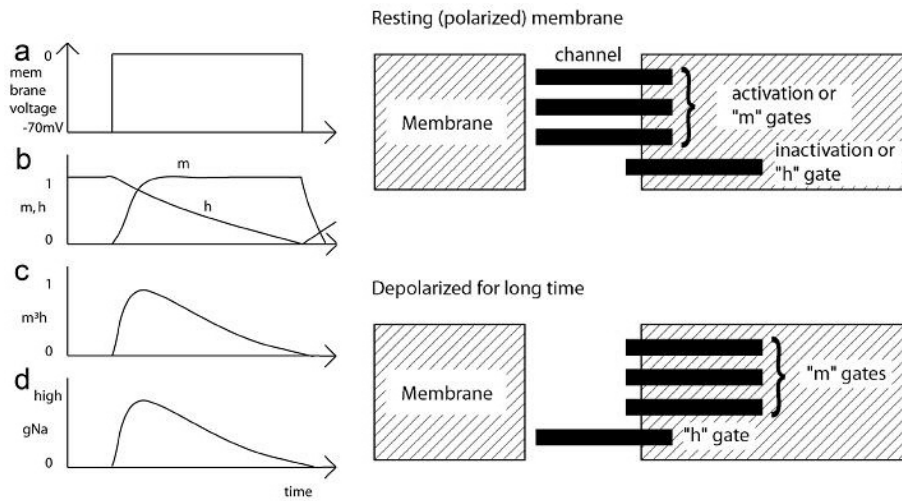 a
0
mem
brane
voltage
-70mV
b
1
m, h
0
m
h
c
1
m³h
0
d
high
gNa
0
time
Resting (polarized) membrane
channel
Membrane
activation or
"m" gates
inactivation or
"h" gate
Depolarized for long time
Membrane
"m" gates
"h" gate